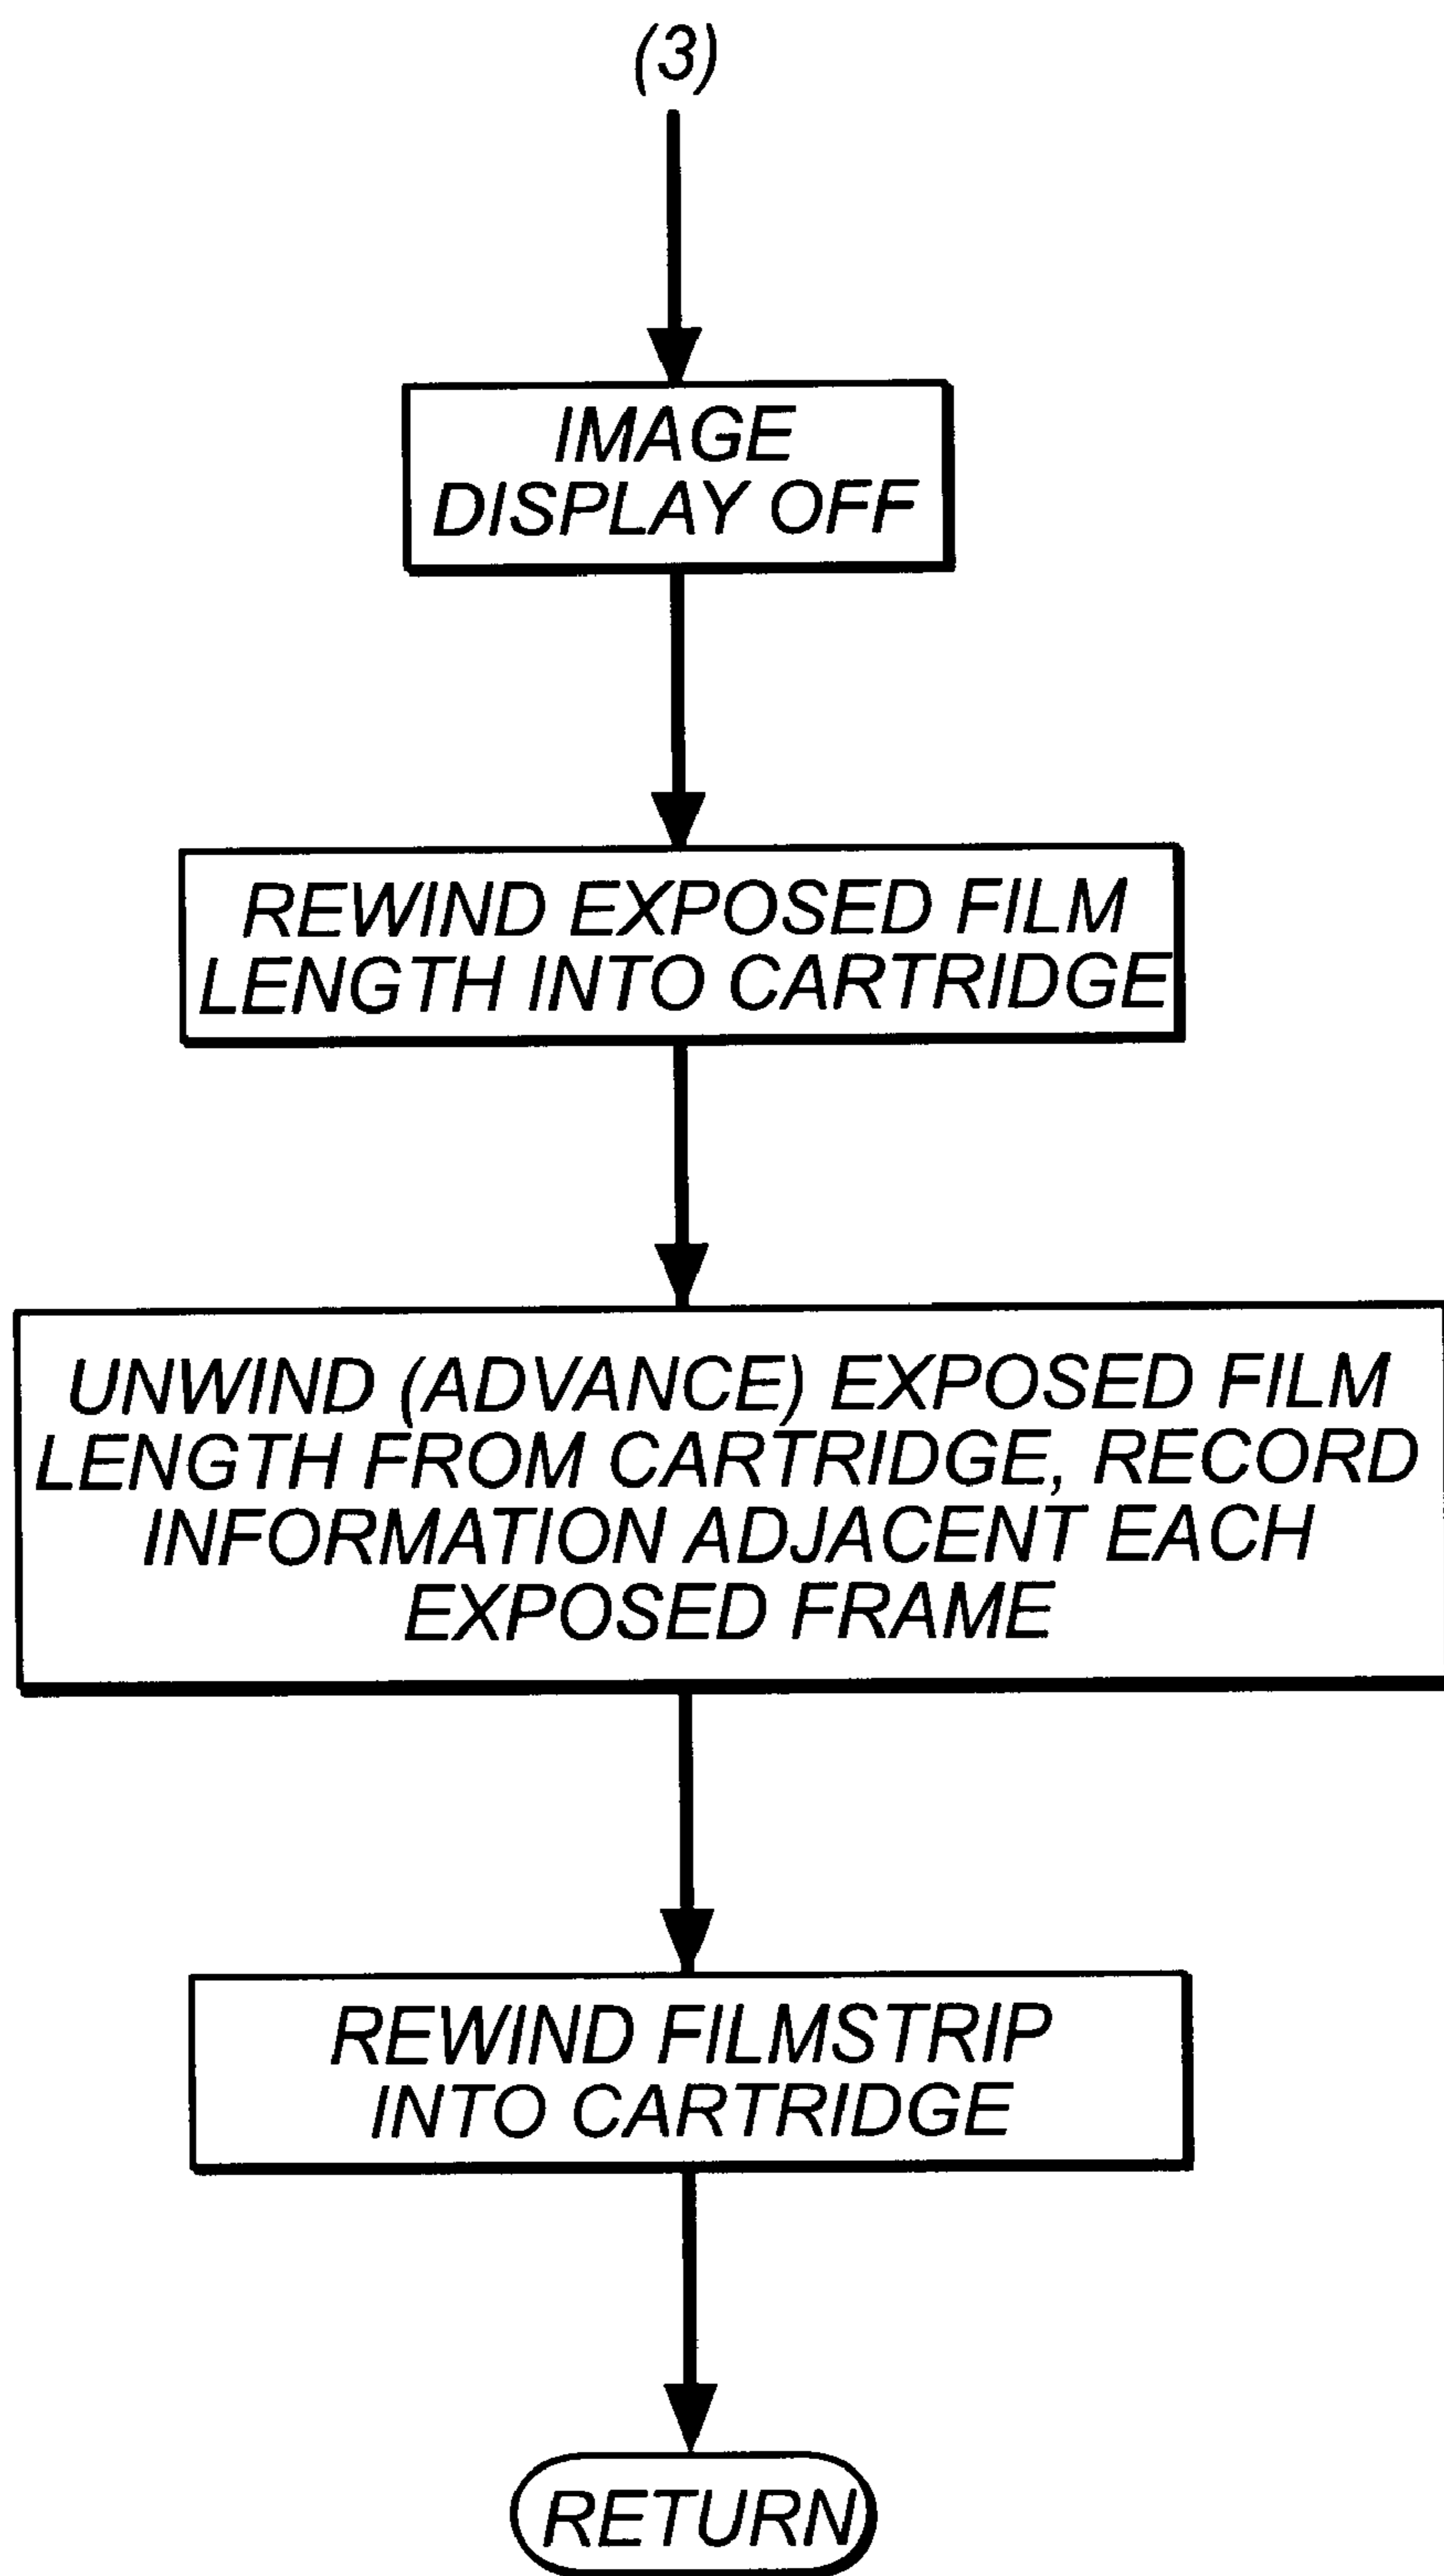 (3)
IMAGE
DISPLAY OFF
REWIND EXPOSED FILM
LENGTH INTO CARTRIDGE
UNWIND (ADVANCE) EXPOSED FILM
LENGTH FROM CARTRIDGE, RECORD
INFORMATION ADJACENT EACH
EXPOSED FRAME
REWIND FILMSTRIP
INTO CARTRIDGE
RETURN